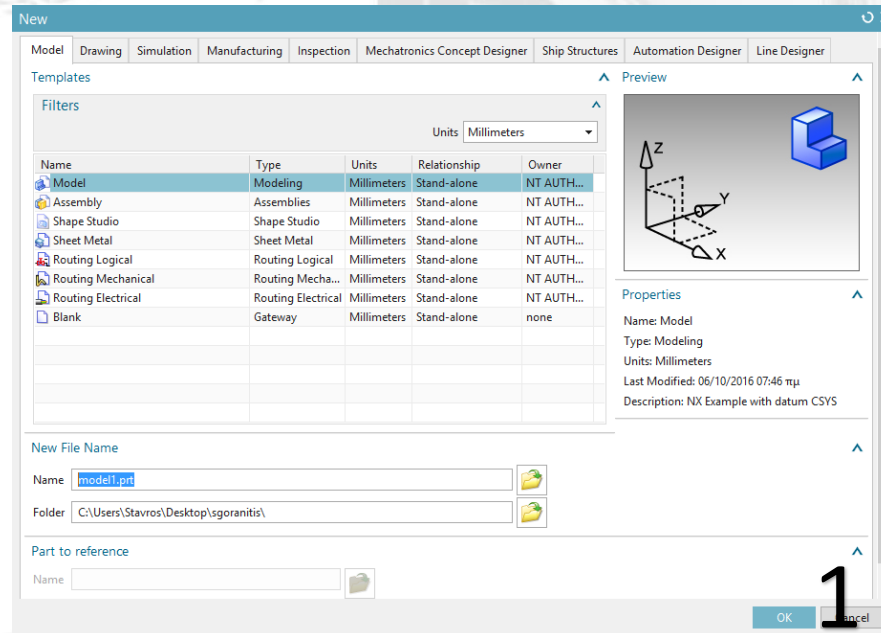 New
Model Drawing Simulation Manufacturing Inspection Mechatronics Concept Designer Ship Structures Automation Designer Line Designer
Templates
Filters
Units Millimeters
Name Type Units Relationship Owner
Model Modeling Millimeters Stand-alone NT AUTH...
Assembly Assemblies Millimeters Stand-alone NT AUTH...
Shape Studio Shape Studio Millimeters Stand-alone NT AUTH...
Sheet Metal Sheet Metal Millimeters Stand-alone NT AUTH...
Routing Logical Routing Logical Millimeters Stand-alone NT AUTH...
Routing Mechanical Routing Mecha... Millimeters Stand-alone NT AUTH...
Routing Electrical Routing Electrical Millimeters Stand-alone NT AUTH...
Blank Gateway Millimeters Stand-alone none
Preview
Z
Y
X
Properties
Name: Model
Type: Modeling
Units: Millimeters
Last Modified: 06/10/2016 07:46 πμ
Description: NX Example with datum CSYS
New File Name
Name model1.prt
Folder C:\Users\Stavros\Desktop\sgoranitis\
Part to reference
Name
1
OK Cancel